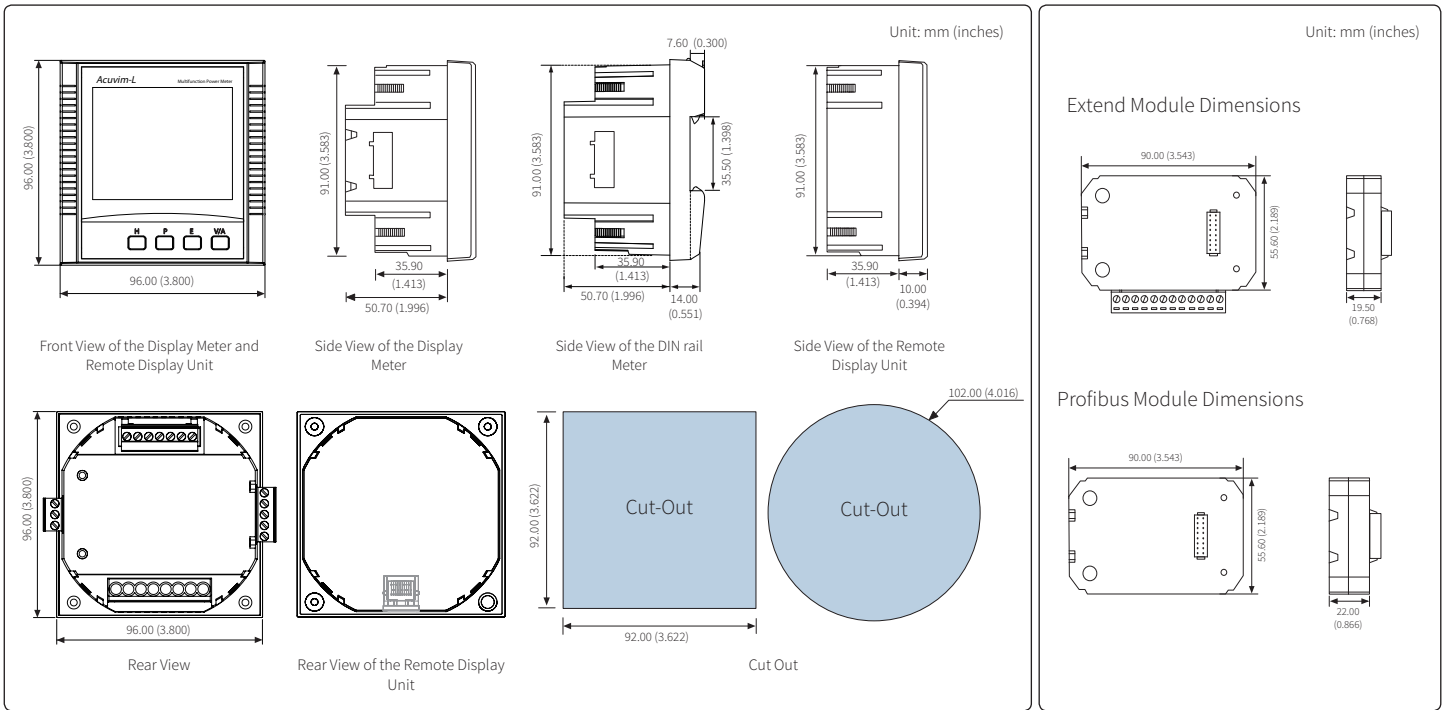 Unit: mm (inches)
Acuvim-L
Multifunction Power Meter
H P E V/A
96.00 (3.800)
96.00 (3.800)
Front View of the Display Meter and
Remote Display Unit
91.00 (3.583)
35.90
(1.413)
50.70 (1.996)
Side View of the Display
Meter
7.60 (0.300)
91.00 (3.583)
35.50 (1.398)
35.90
(1.413)
50.70 (1.996)
14.00
(0.551)
Side View of the DIN rail
Meter
91.00 (3.583)
35.90
(1.413)
10.00
(0.394)
Side View of the Remote
Display Unit
96.00 (3.800)
96.00 (3.800)
Rear View
Rear View of the Remote Display
Unit
92.00 (3.622)
Cut-Out
92.00 (3.622)
102.00 (4.016)
Cut-Out
Cut Out
Unit: mm (inches)
Extend Module Dimensions
90.00 (3.543)
55.60 (2.189)
19.50
(0.768)
Profibus Module Dimensions
90.00 (3.543)
55.60 (2.189)
22.00
(0.866)